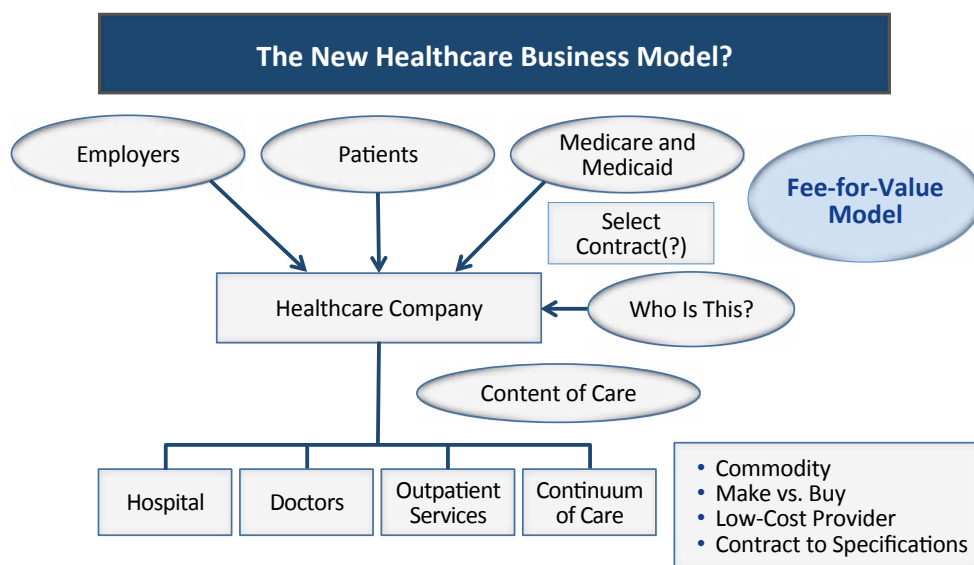 The New Healthcare Business Model?
Employers
Patients
Medicare and
Medicaid
Fee-for-Value
Model
Select
Contract(?)
Healthcare Company
Who Is This?
Content of Care
Hospital
Doctors
Outpatient
Services
Continuum
of Care
• Commodity
• Make vs. Buy
• Low-Cost Provider
• Contract to Specifications